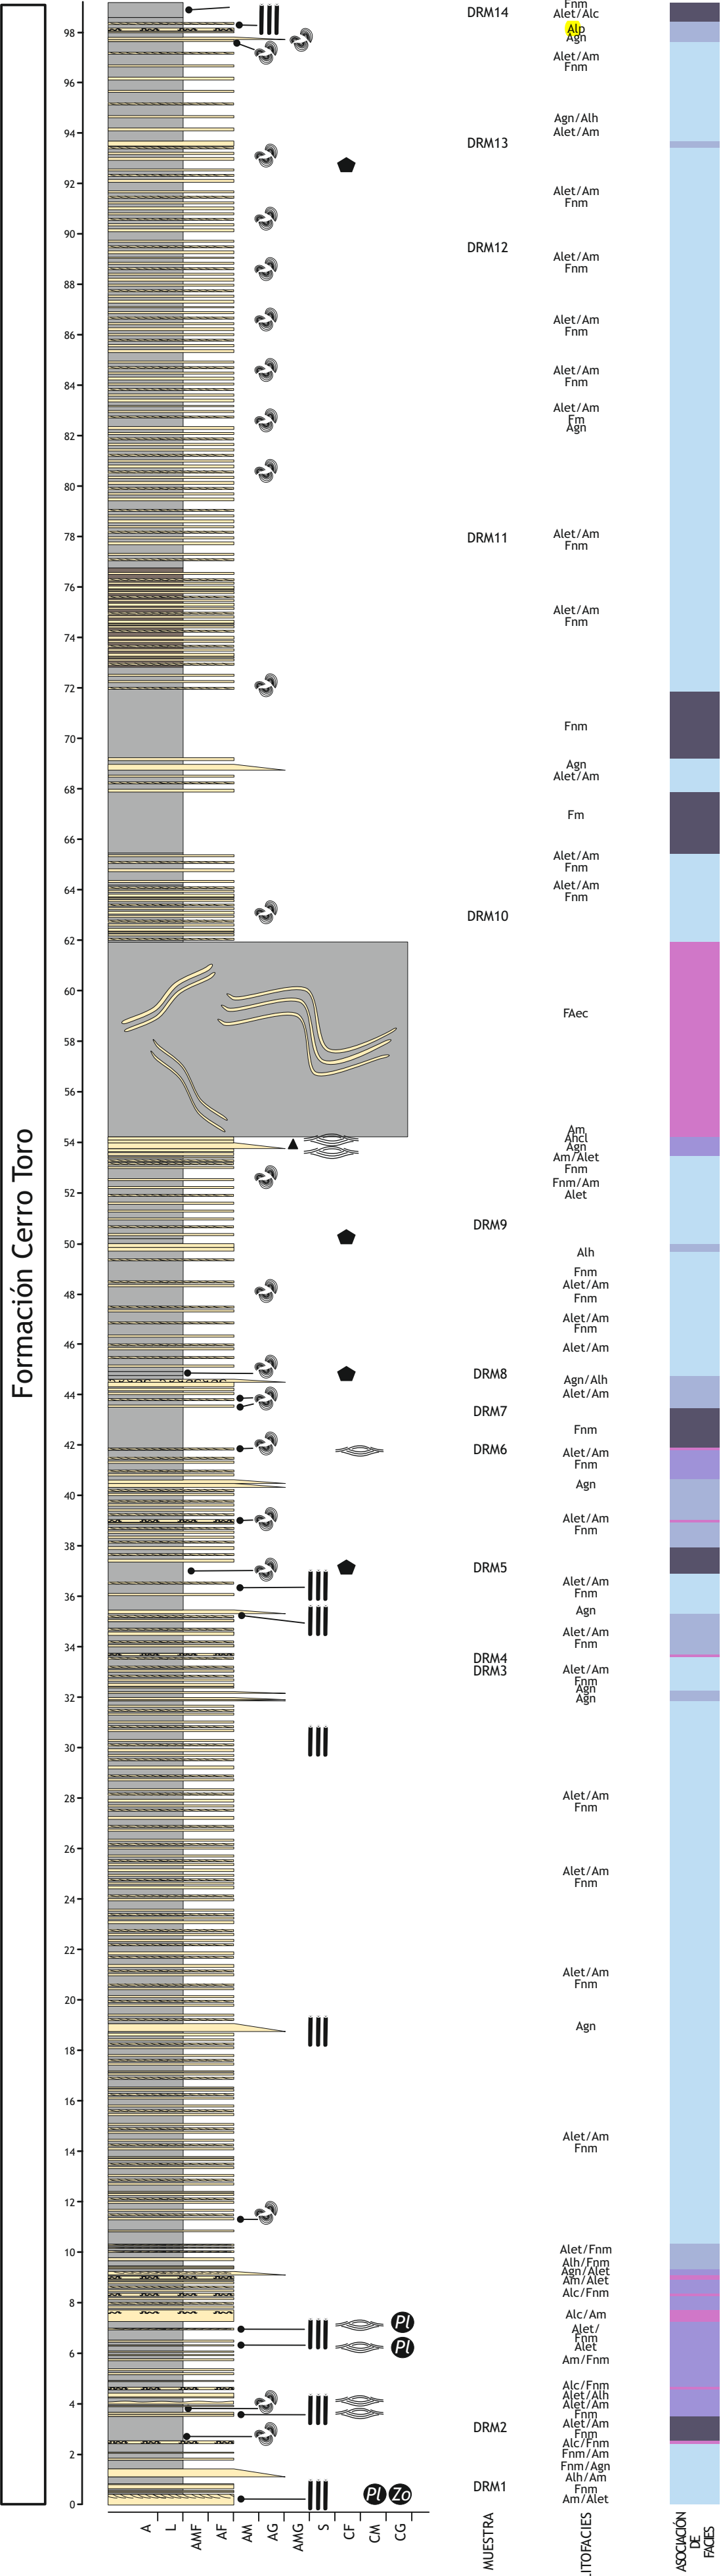 Formación Cerro Toro
Fnm
DRM14
Alet/Alc
98
Alp
Agn
Alet/Am
Fnm
96
Agn/Alh
94
Alet/Am
DRM13
92
Alet/Am
Fnm
90
DRM12
Alet/Am
Fnm
88
86
Alet/Am
Fnm
84
Alet/Am
Fnm
82
Alet/Am
Fm
Agn
80
78
DRM11
Alet/Am
Fnm
76
74
Alet/Am
Fnm
72
70
Fnm
68
Agn
Alet/Am
66
Fm
Alet/Am
Fnm
64
Alet/Am
Fnm
DRM10
62
60
FAec
58
56
54
Am
Ahcl
Agn
Am/Alet
Fnm
52
Fnm/Am
Alet
DRM9
50
Alh
Fnm
Alet/Am
48
Fnm
Alet/Am
Fnm
46
Alet/Am
DRM8
44
Agn/Alh
Alet/Am
DRM7
Fnm
42
DRM6
Alet/Am
Fnm
40
Agn
Alet/Am
Fnm
38
DRM5
36
Alet/Am
Fnm
Agn
34
Alet/Am
Fnm
DRM4
DRM3
Alet/Am
Fnm
32
Agn
Agn
30
28
Alet/Am
Fnm
26
Alet/Am
24
Fnm
22
Alet/Am
20
Fnm
18
Agn
16
14
Alet/Am
Fnm
12
10
Alet/Fnm
Alh/Fnm
Agn/Alet
Am/Alet
8
Alc/Fnm
Alc/Am
Pl
Alet/
Fnm
6
Pl
Alet
Am/Fnm
4
Alc/Fnm
Alet/Alh
Alet/Am
Fnm
DRM2
Alet/Am
Fnm
2
Alc/Fnm
Fnm/Am
Fnm/Agn
Alh/Am
DRM1
Fnm
0
Pl Zo
Am/Alet
A L AMF AF AM AG AMG S CF CM CG
MUESTRA
ITOFACIES
ASOCIACIÓN
DE
FACIES